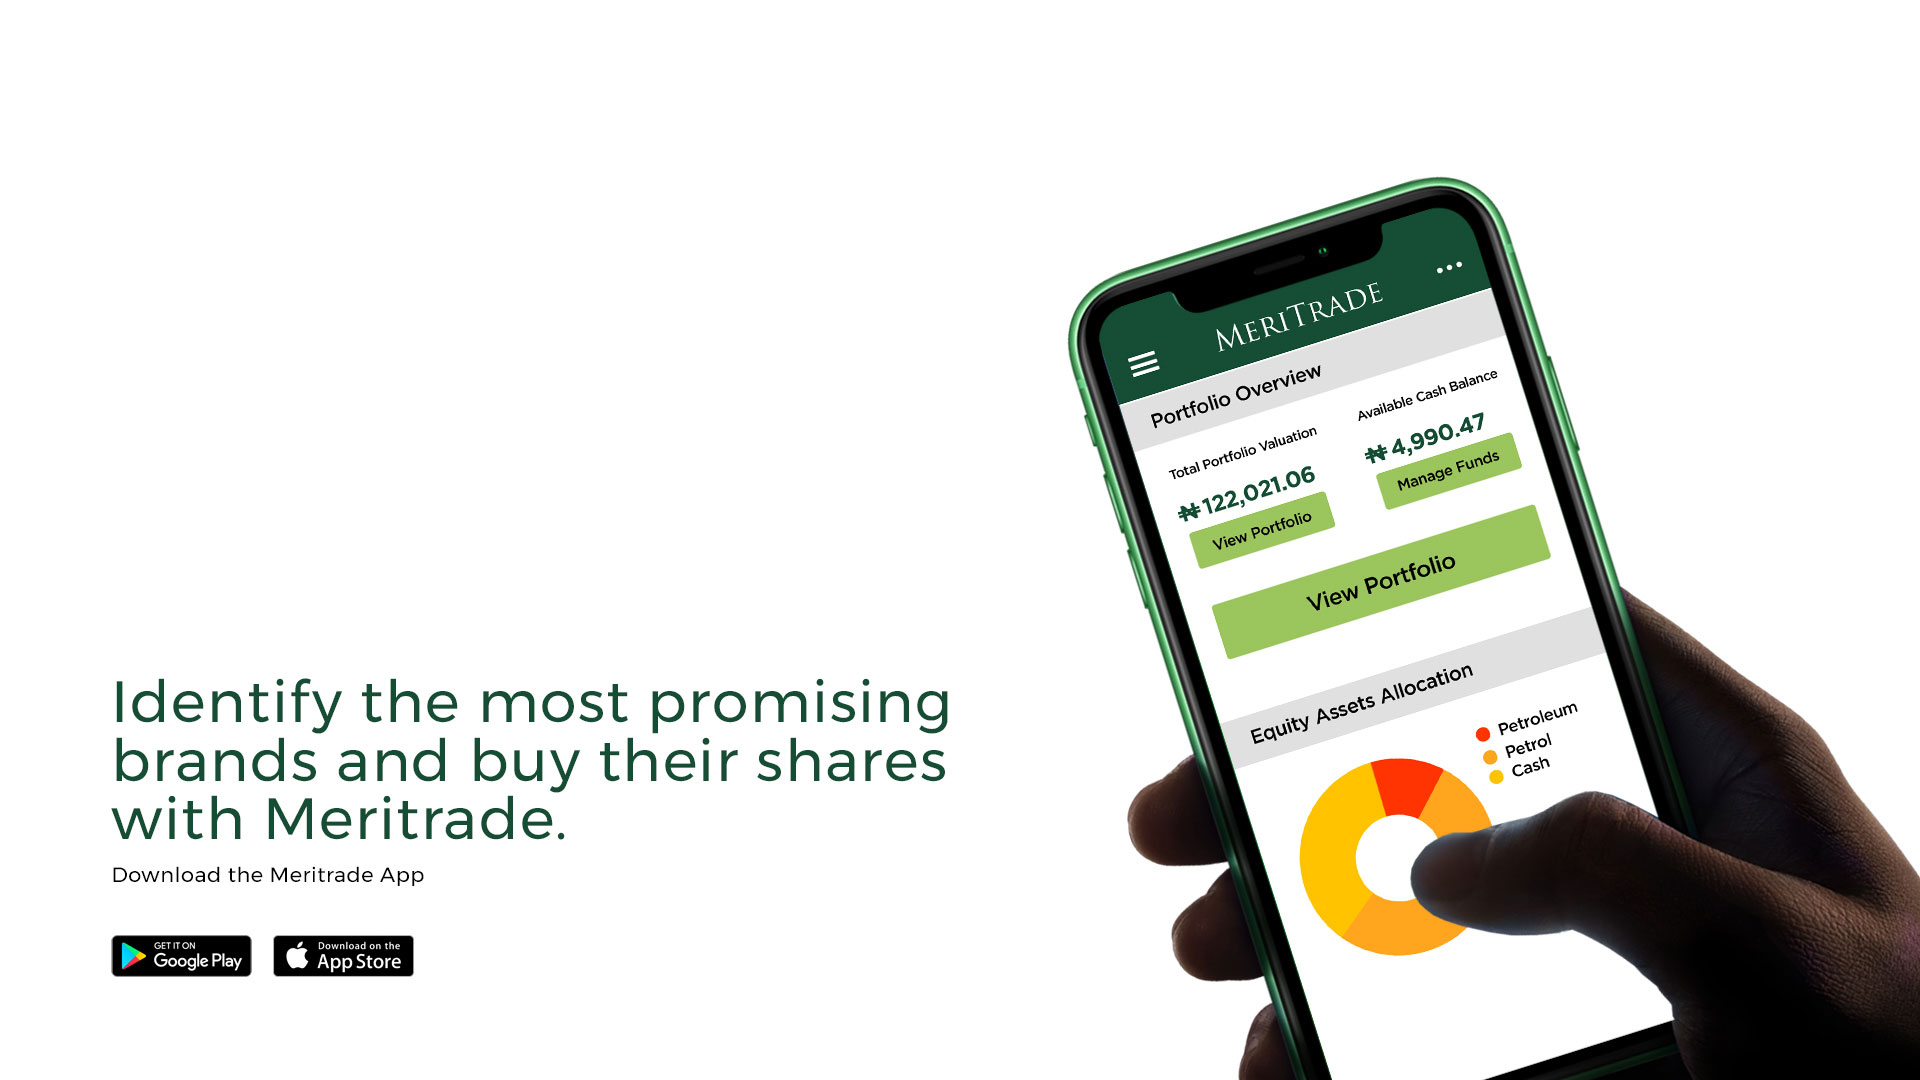 Identify the most promising
brands and buy their shares
with Meritrade.
Download the Meritrade App
GET IT ON
Google Play
Download on the
App Store
MERITRADE
Portfolio Overview
Total Portfolio Valuation
₦122,021.06
View Portfolio
Available Cash Balance
₦4,990.47
Manage Funds
View Portfolio
Equity Assets Allocation
Petroleum
Petrol
Cash